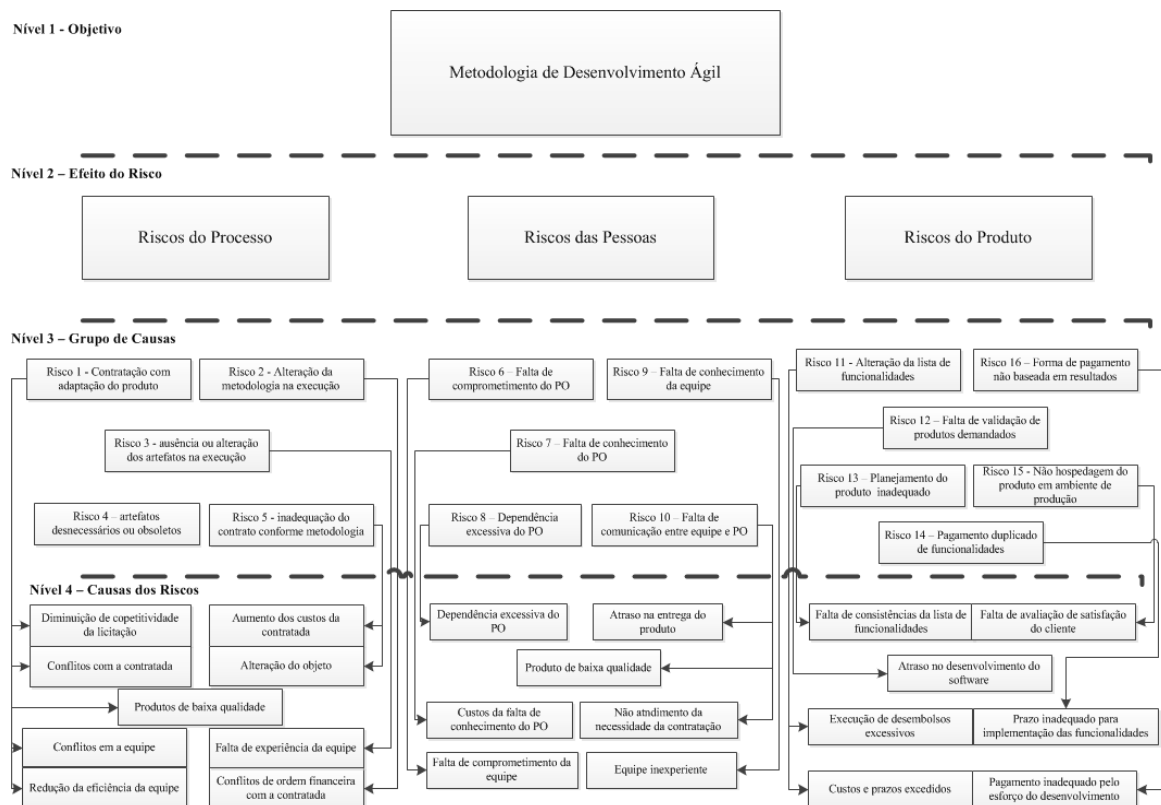 Nível 1 - Objetivo
Metodologia de Desenvolvimento Ágil
Nível 2 – Efeito do Risco
Riscos do Processo
Riscos das Pessoas
Riscos do Produto
Nível 3 – Grupo de Causas
Risco 1 - Contratação com
adaptação do produto
Risco 2 - Alteração da
metodologia na execução
Risco 3 - ausência ou alteração
dos artefatos na execução
Risco 4 – artefatos
desnecessários ou obsoletos
Risco 5 - inadequação do
contrato conforme metodologia
Risco 6 – Falta de
comprometimento do PO
Risco 9 – Falta de conhecimento
da equipe
Risco 7 – Falta de conhecimento
do PO
Risco 8 – Dependência
excessiva do PO
Risco 10 – Falta de
comunicação entre equipe e PO
Risco 11 - Alteração da lista de
funcionalidades
Risco 16 – Forma de pagamento
não baseada em resultados
Risco 12 – Falta de validação de
produtos demandados
Risco 13 – Planejamento do
produto inadequado
Risco 15 - Não hospedagem do
produto em ambiente de
produção
Risco 14 – Pagamento duplicado
de funcionalidades
Nível 4 – Causas dos Riscos
Diminuição de copetitividade
da licitação
Aumento dos custos da
contratada
Conflitos com a contratada
Alteração do objeto
Produtos de baixa qualidade
Conflitos em a equipe
Falta de experiência da equipe
Redução da eficiência da equipe
Conflitos de ordem financeira
com a contratada
Dependência excessiva do
PO
Atraso na entrega do
produto
Produto de baixa qualidade
Custos da falta de
conhecimento do PO
Não atndimento da
necessidade da contratação
Falta de comprometimento da
equipe
Equipe inexperiente
Falta de consistências da lista de
funcionalidades
Falta de avaliação de satisfação
do cliente
Atraso no desenvolvimento do
software
Execução de desembolsos
excessivos
Prazo inadequado para
implementação das funcionalidades
Custos e prazos excedidos
Pagamento inadequado pelo
esforço do desenvolvimento